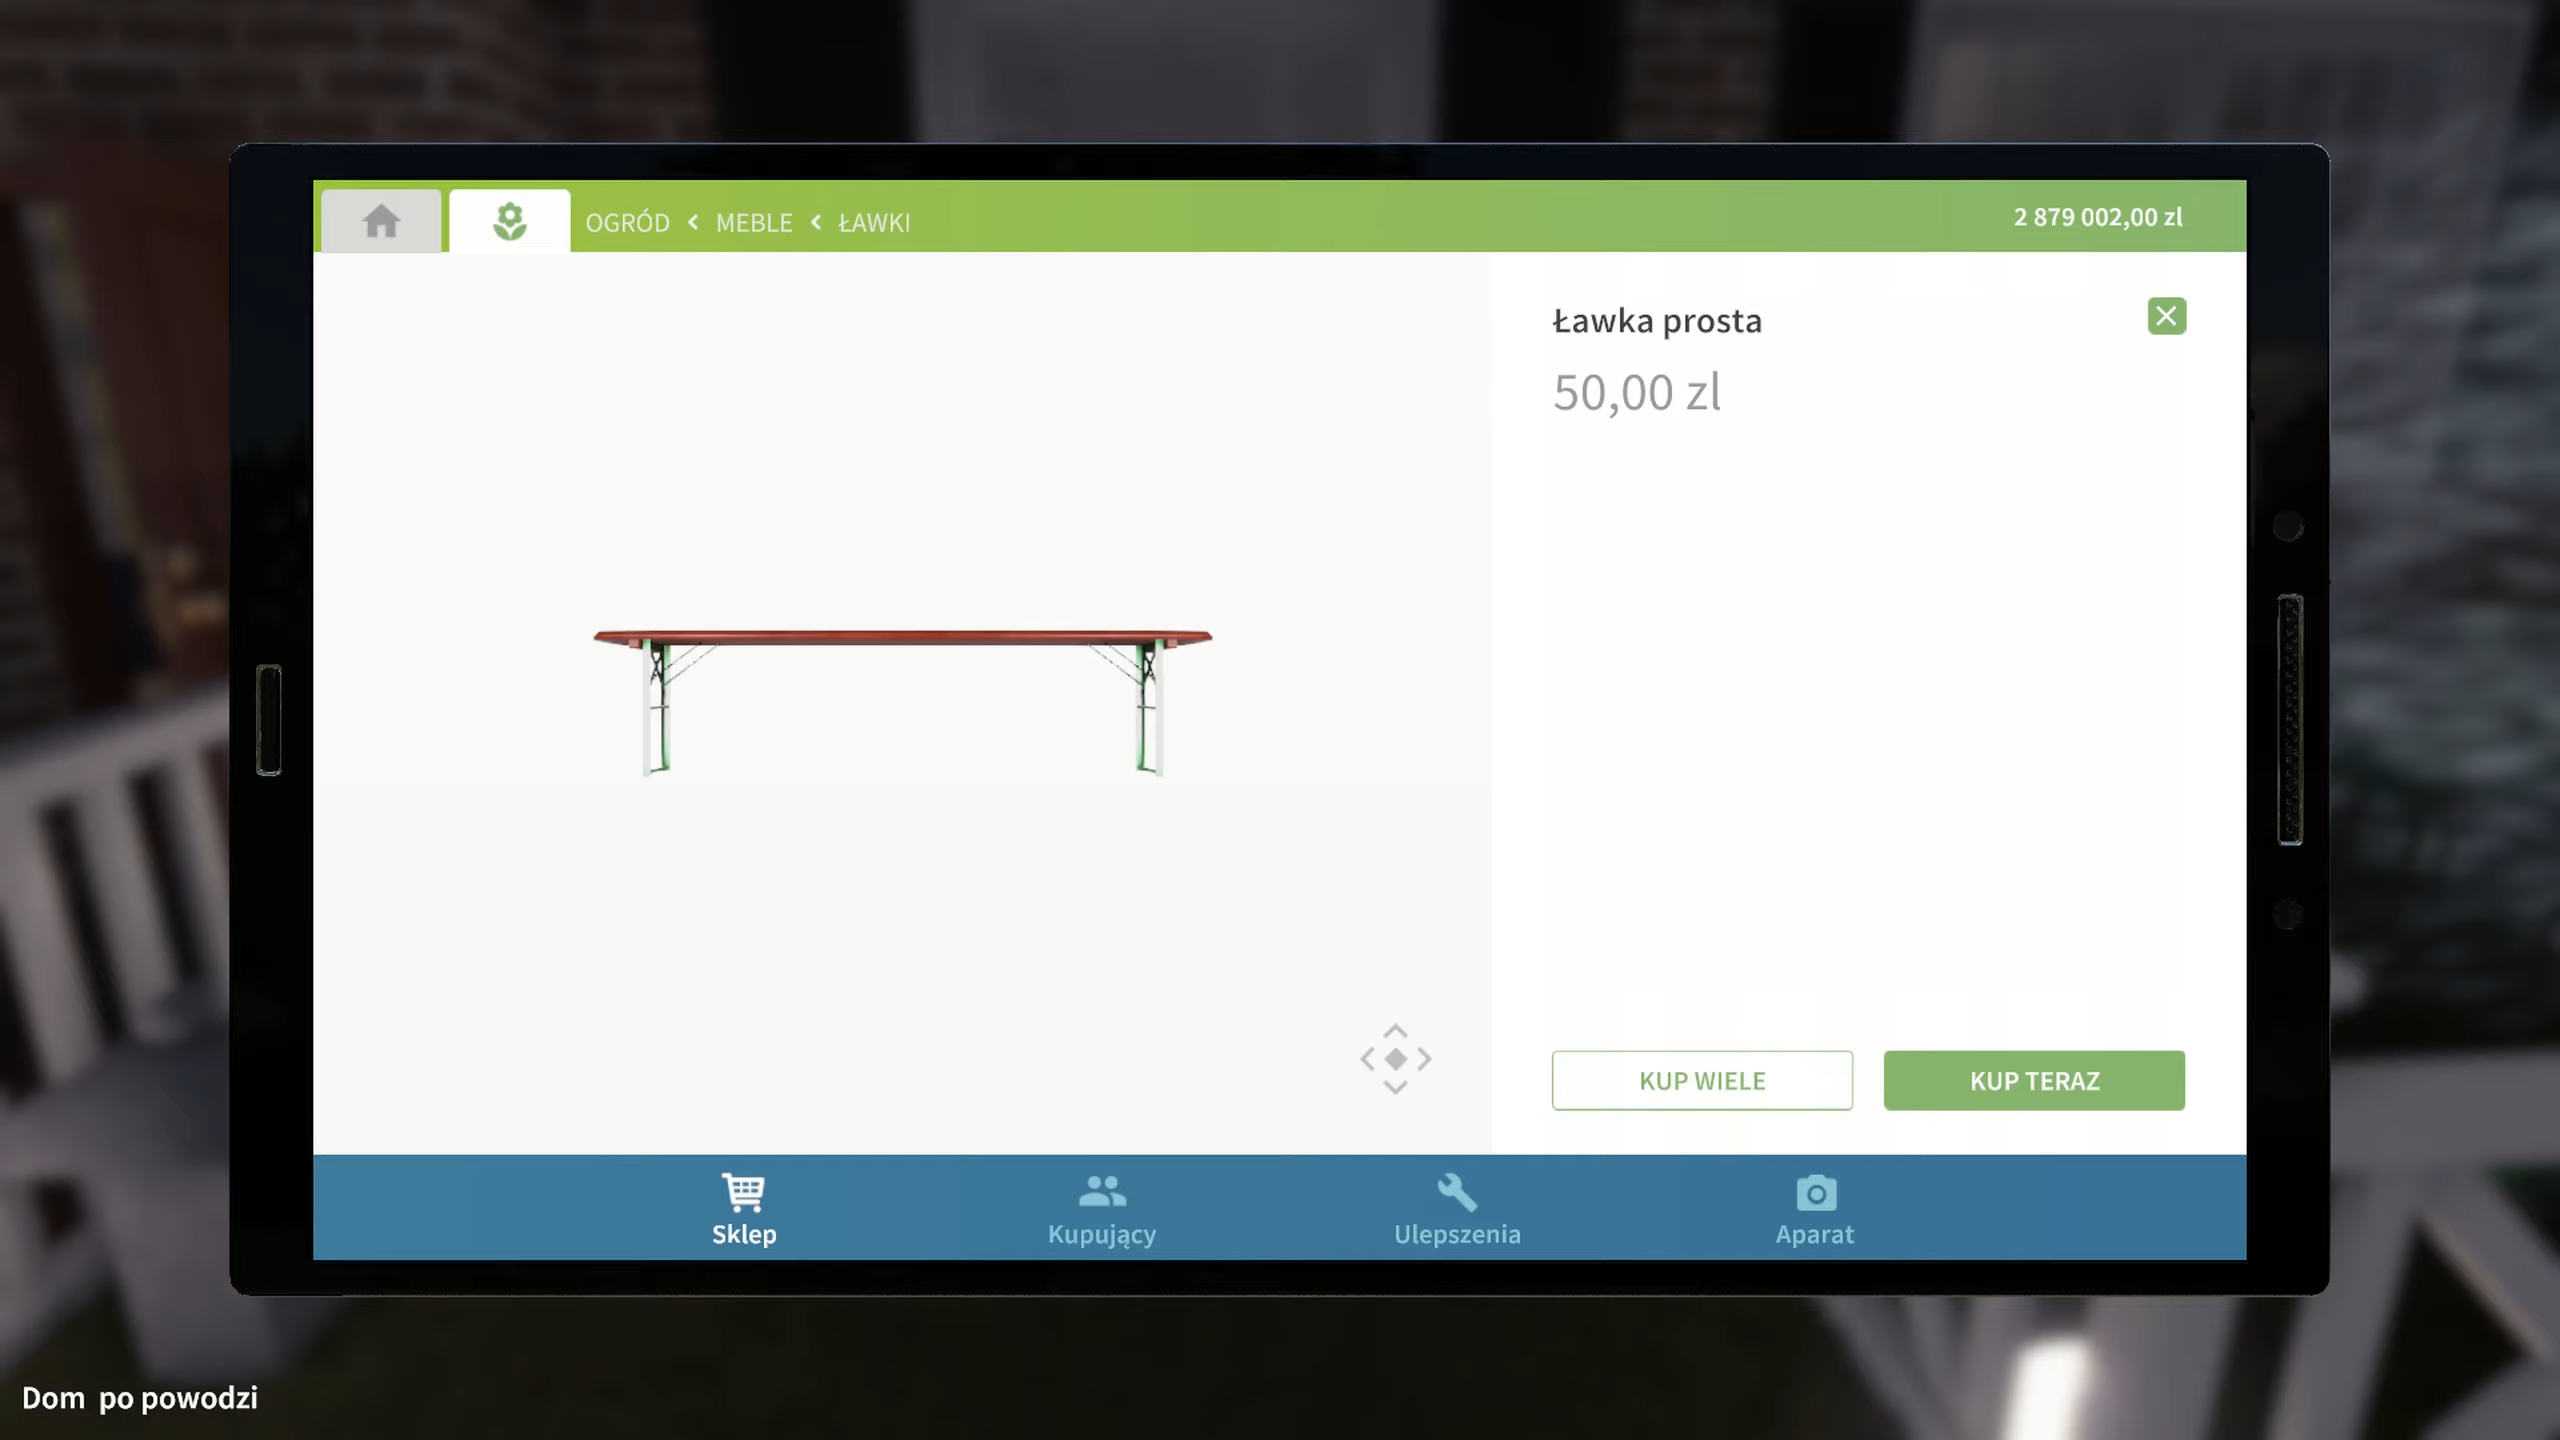 OGRÓD < MEBLE < ŁAWKI
2 879 002,00 zl
Ławka prosta
50,00 zl
KUP WIELE
KUP TERAZ
Sklep
Kupujący
Ulepszenia
Aparat
Dom po powodzi